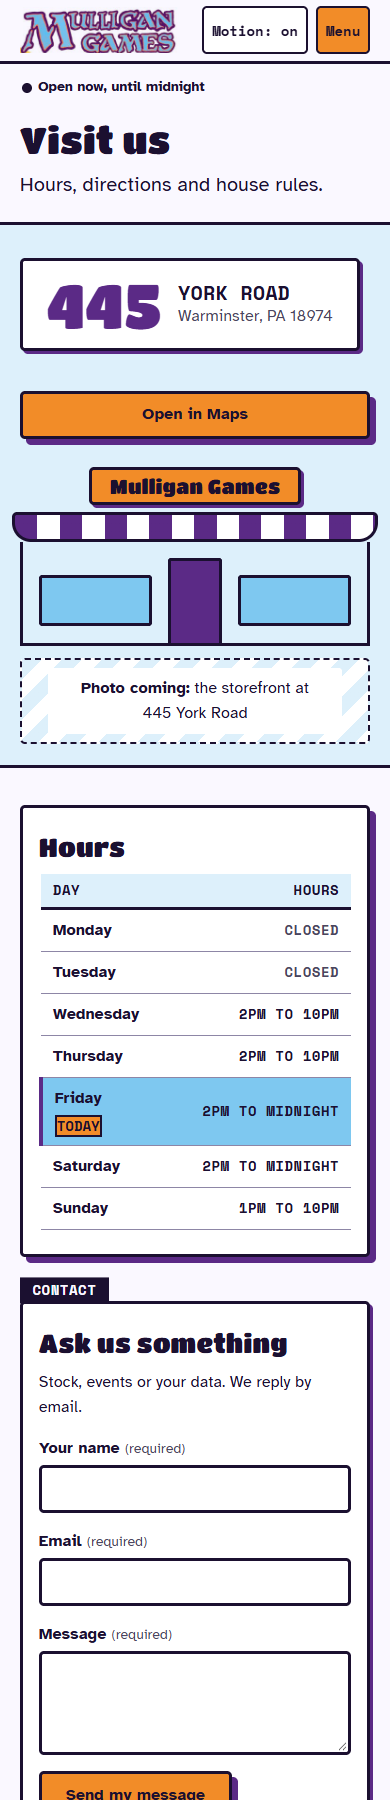 MULLIGAN
GAMES
Motion: on
Menu
Open now, until midnight
Visit us
Hours, directions and house rules.
445
YORK ROAD
Warminster, PA 18974
Open in Maps
Mulligan Games
Photo coming: the storefront at
445 York Road
Hours
DAY HOURS
Monday CLOSED
Tuesday CLOSED
Wednesday 2PM TO 10PM
Thursday 2PM TO 10PM
Friday
TODAY
2PM TO MIDNIGHT
Saturday 2PM TO MIDNIGHT
Sunday 1PM TO 10PM
CONTACT
Ask us something
Stock, events or your data. We reply by
email.
Your name (required)
Email (required)
Message (required)
Send my message